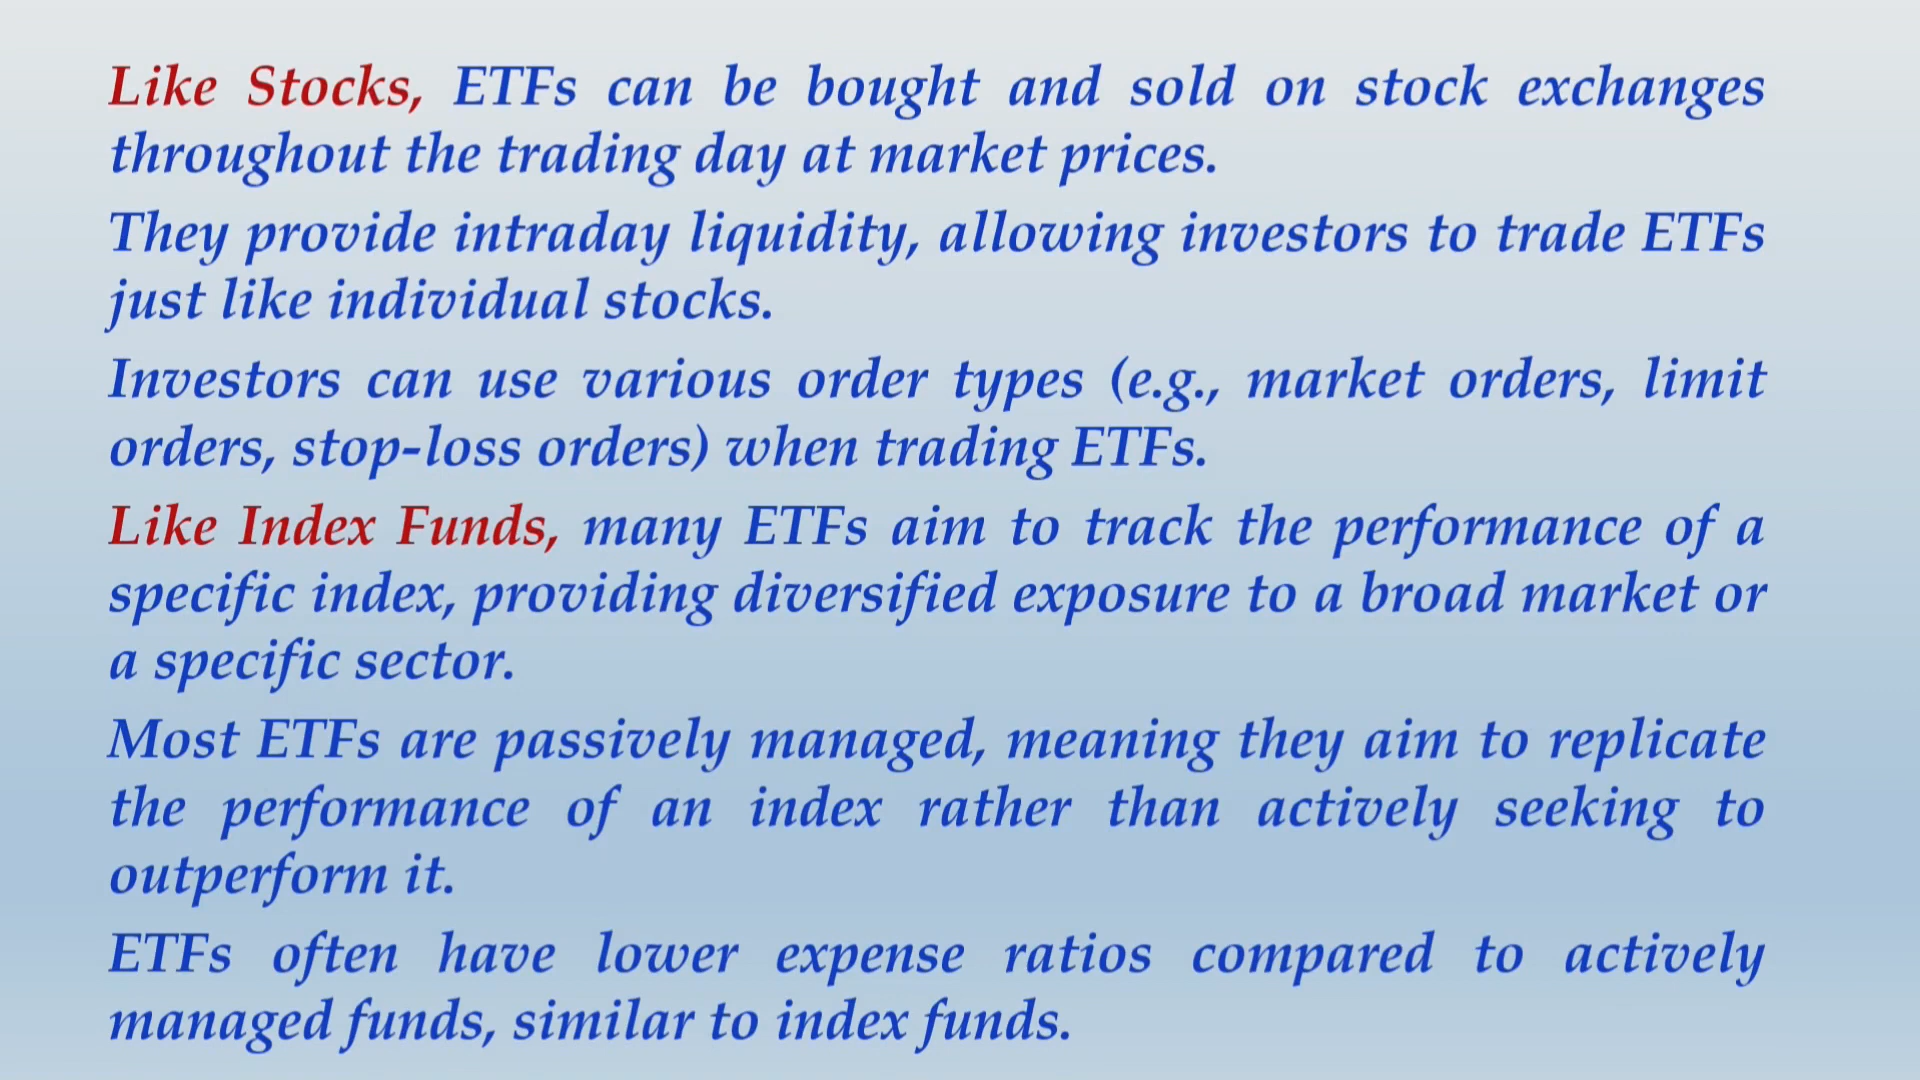 Like Stocks, ETFs can be bought and sold on stock exchanges
throughout the trading day at market prices.
They provide intraday liquidity, allowing investors to trade ETFs
just like individual stocks.
Investors can use various order types (e.g., market orders, limit
orders, stop-loss orders) when trading ETFs.
Like Index Funds, many ETFs aim to track the performance of a
specific index, providing diversified exposure to a broad market or
a specific sector.
Most ETFs are passively managed, meaning they aim to replicate
the performance of an index rather than actively seeking to
outperform it.
ETFs often have lower expense ratios compared to actively
managed funds, similar to index funds.